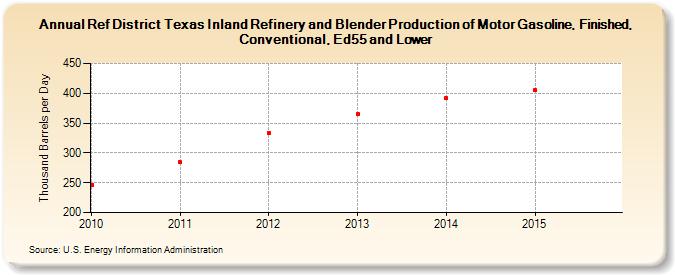 Annual Ref District Texas Inland Refinery and Blender Production of Motor Gasoline, Finished,
Conventional, Ed55 and Lower
Thousand Barrels per Day
450
400
350
300
250
200
2010 2011 2012 2013 2014 2015
Source: U.S. Energy Information Administration